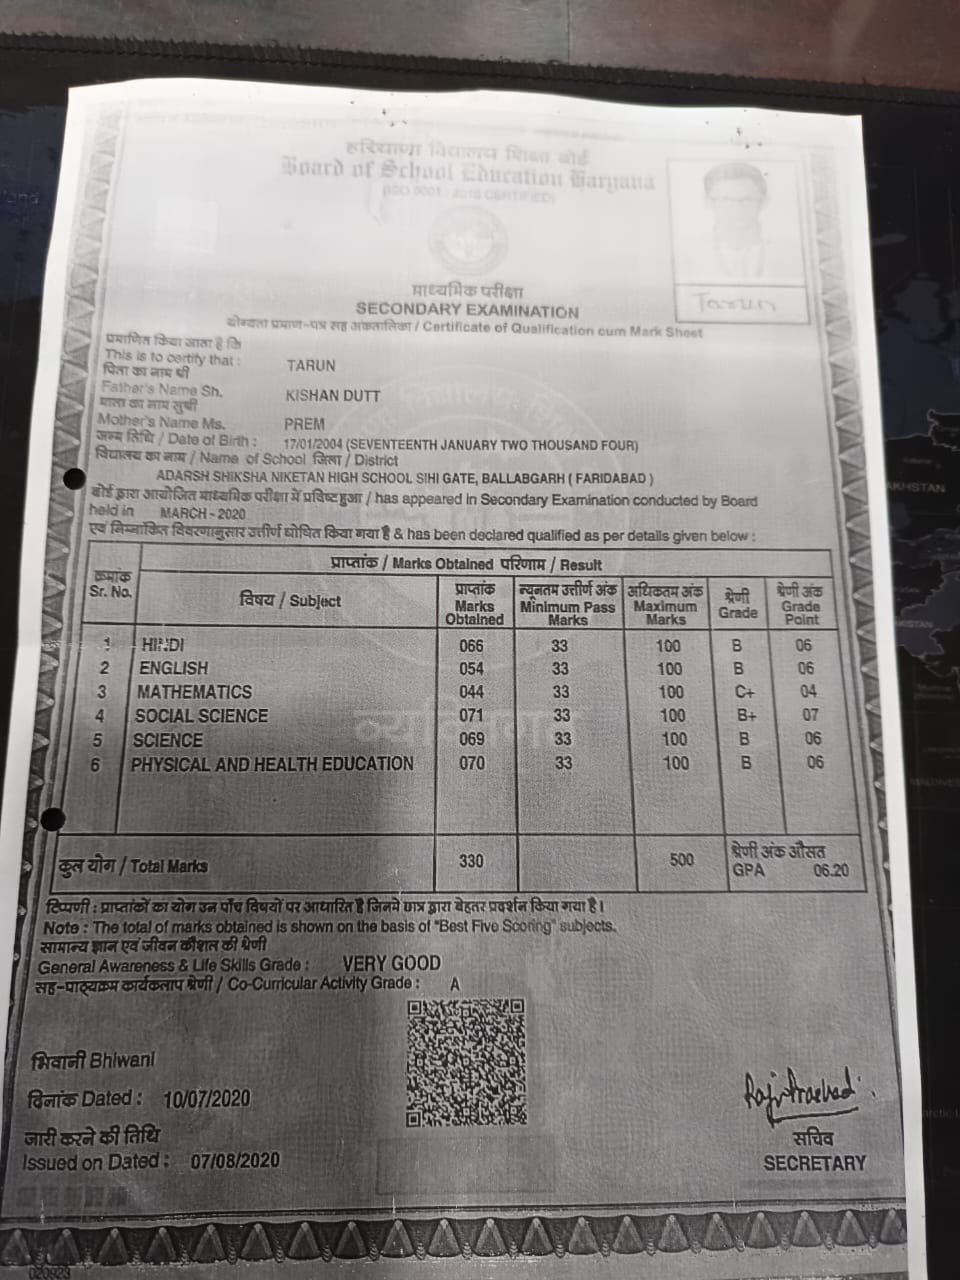 हरियाणा विद्यालय शिक्षा बोर्ड
Board of School Education Haryana
(ISO 9001 : 2015 CERTIFIED)
Tarun
माध्यमिक परीक्षा
SECONDARY EXAMINATION
योग्यता प्रमाण-पत्र सह अंकतालिका / Certificate of Qualification cum Mark Sheet
प्रमाणित किया जाता है कि
This is to certify that : TARUN
पिता का नाम श्री
Father's Name Sh. KISHAN DUTT
माता का नाम सुश्री
Mother's Name Ms. PREM
जन्म तिथि / Date of Birth : 17/01/2004 (SEVENTEENTH JANUARY TWO THOUSAND FOUR)
विद्यालय का नाम / Name of School जिला / District
ADARSH SHIKSHA NIKETAN HIGH SCHOOL SIHI GATE, BALLABGARH ( FARIDABAD )
बोर्ड द्वारा आयोजित माध्यमिक परीक्षा में प्रविष्ट हुआ / has appeared in Secondary Examination conducted by Board
held in MARCH - 2020
एवं निम्नांकित विवरणानुसार उत्तीर्ण घोषित किया गया है & has been declared qualified as per details given below :
प्राप्तांक / Marks Obtained परिणाम / Result
क्रमांक Sr. No. विषय / Subject प्राप्तांक Marks Obtained न्यूनतम उत्तीर्ण अंक Minimum Pass Marks अधिकतम अंक Maximum Marks श्रेणी Grade श्रेणी अंक Grade Point
1 HINDI 066 33 100 B 06
2 ENGLISH 054 33 100 B 06
3 MATHEMATICS 044 33 100 C+ 04
4 SOCIAL SCIENCE 071 33 100 B+ 07
5 SCIENCE 069 33 100 B 06
6 PHYSICAL AND HEALTH EDUCATION 070 33 100 B 06
कुल योग / Total Marks 330 500 श्रेणी अंक औसत GPA 06.20
टिप्पणी : प्राप्तांकों का योग उन पाँच विषयों पर आधारित है जिनमे छात्र द्वारा बेहतर प्रदर्शन किया गया है।
Note : The total of marks obtained is shown on the basis of "Best Five Scoring" subjects.
सामान्य ज्ञान एवं जीवन कौशल की श्रेणी
General Awareness & Life Skills Grade : VERY GOOD
सह-पाठ्यक्रम कार्यकलाप श्रेणी / Co-Curricular Activity Grade : A
भिवानी Bhiwani
दिनांक Dated : 10/07/2020
जारी करने की तिथि
Issued on Dated : 07/08/2020
सचिव
SECRETARY
020923